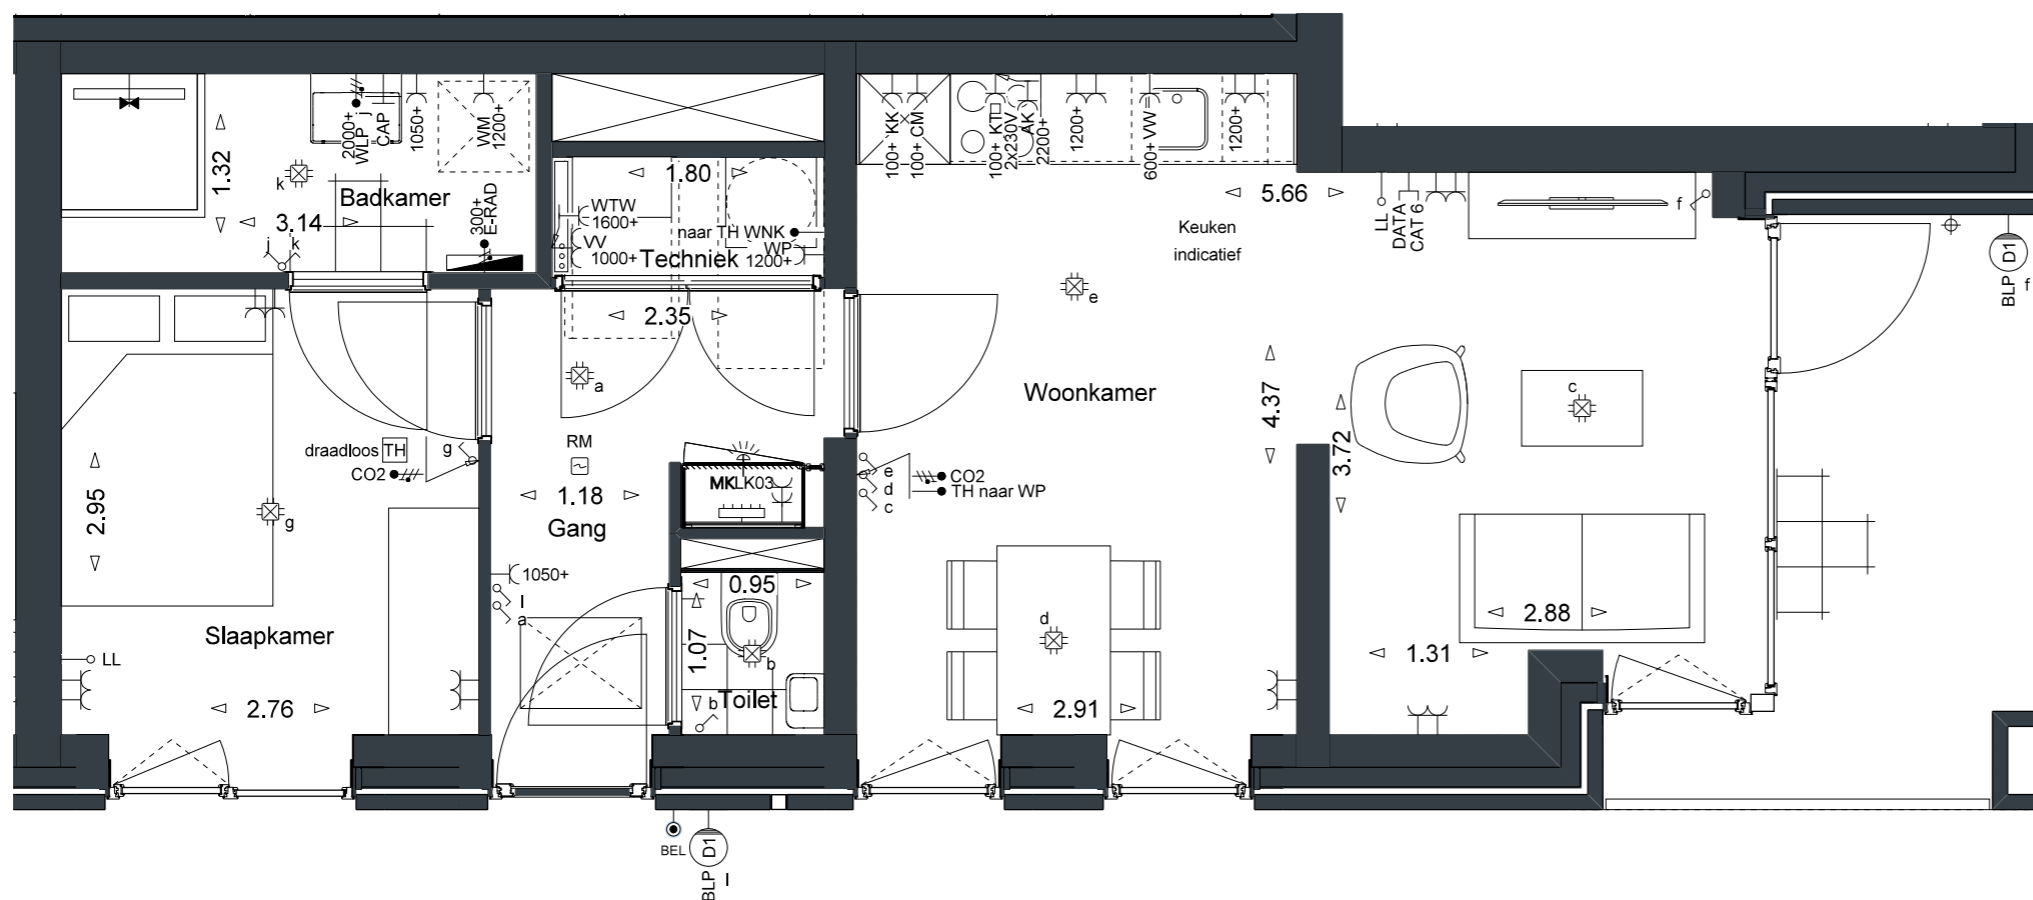 2000+
WLP
j
CAP
1050+
WM
1200+
1.32
k
Badkamer
3.14
j
k
300+
E-RAD
1.80
WTW
1600+
naar TH WNK
VV
1000+
WP
1200+
Techniek
2.35
a
100+ KK
100+ CM
100+ KT
2x230V
AK
2200+
1200+
600+ VW
1200+
5.66
Keuken
indicatief
LL
DATA
CAT 6
f
D1
BLP
f
e
Woonkamer
4.37
3.72
c
draadloos TH
g
CO2
RM
1.18
Gang
MKLK03
e
d
c
CO2
TH naar WP
2.95
g
1050+
l
a
0.95
1.07
b
Toilet
b
d
2.88
1.31
Slaapkamer
LL
2.76
2.91
BEL
D1
BLP
l